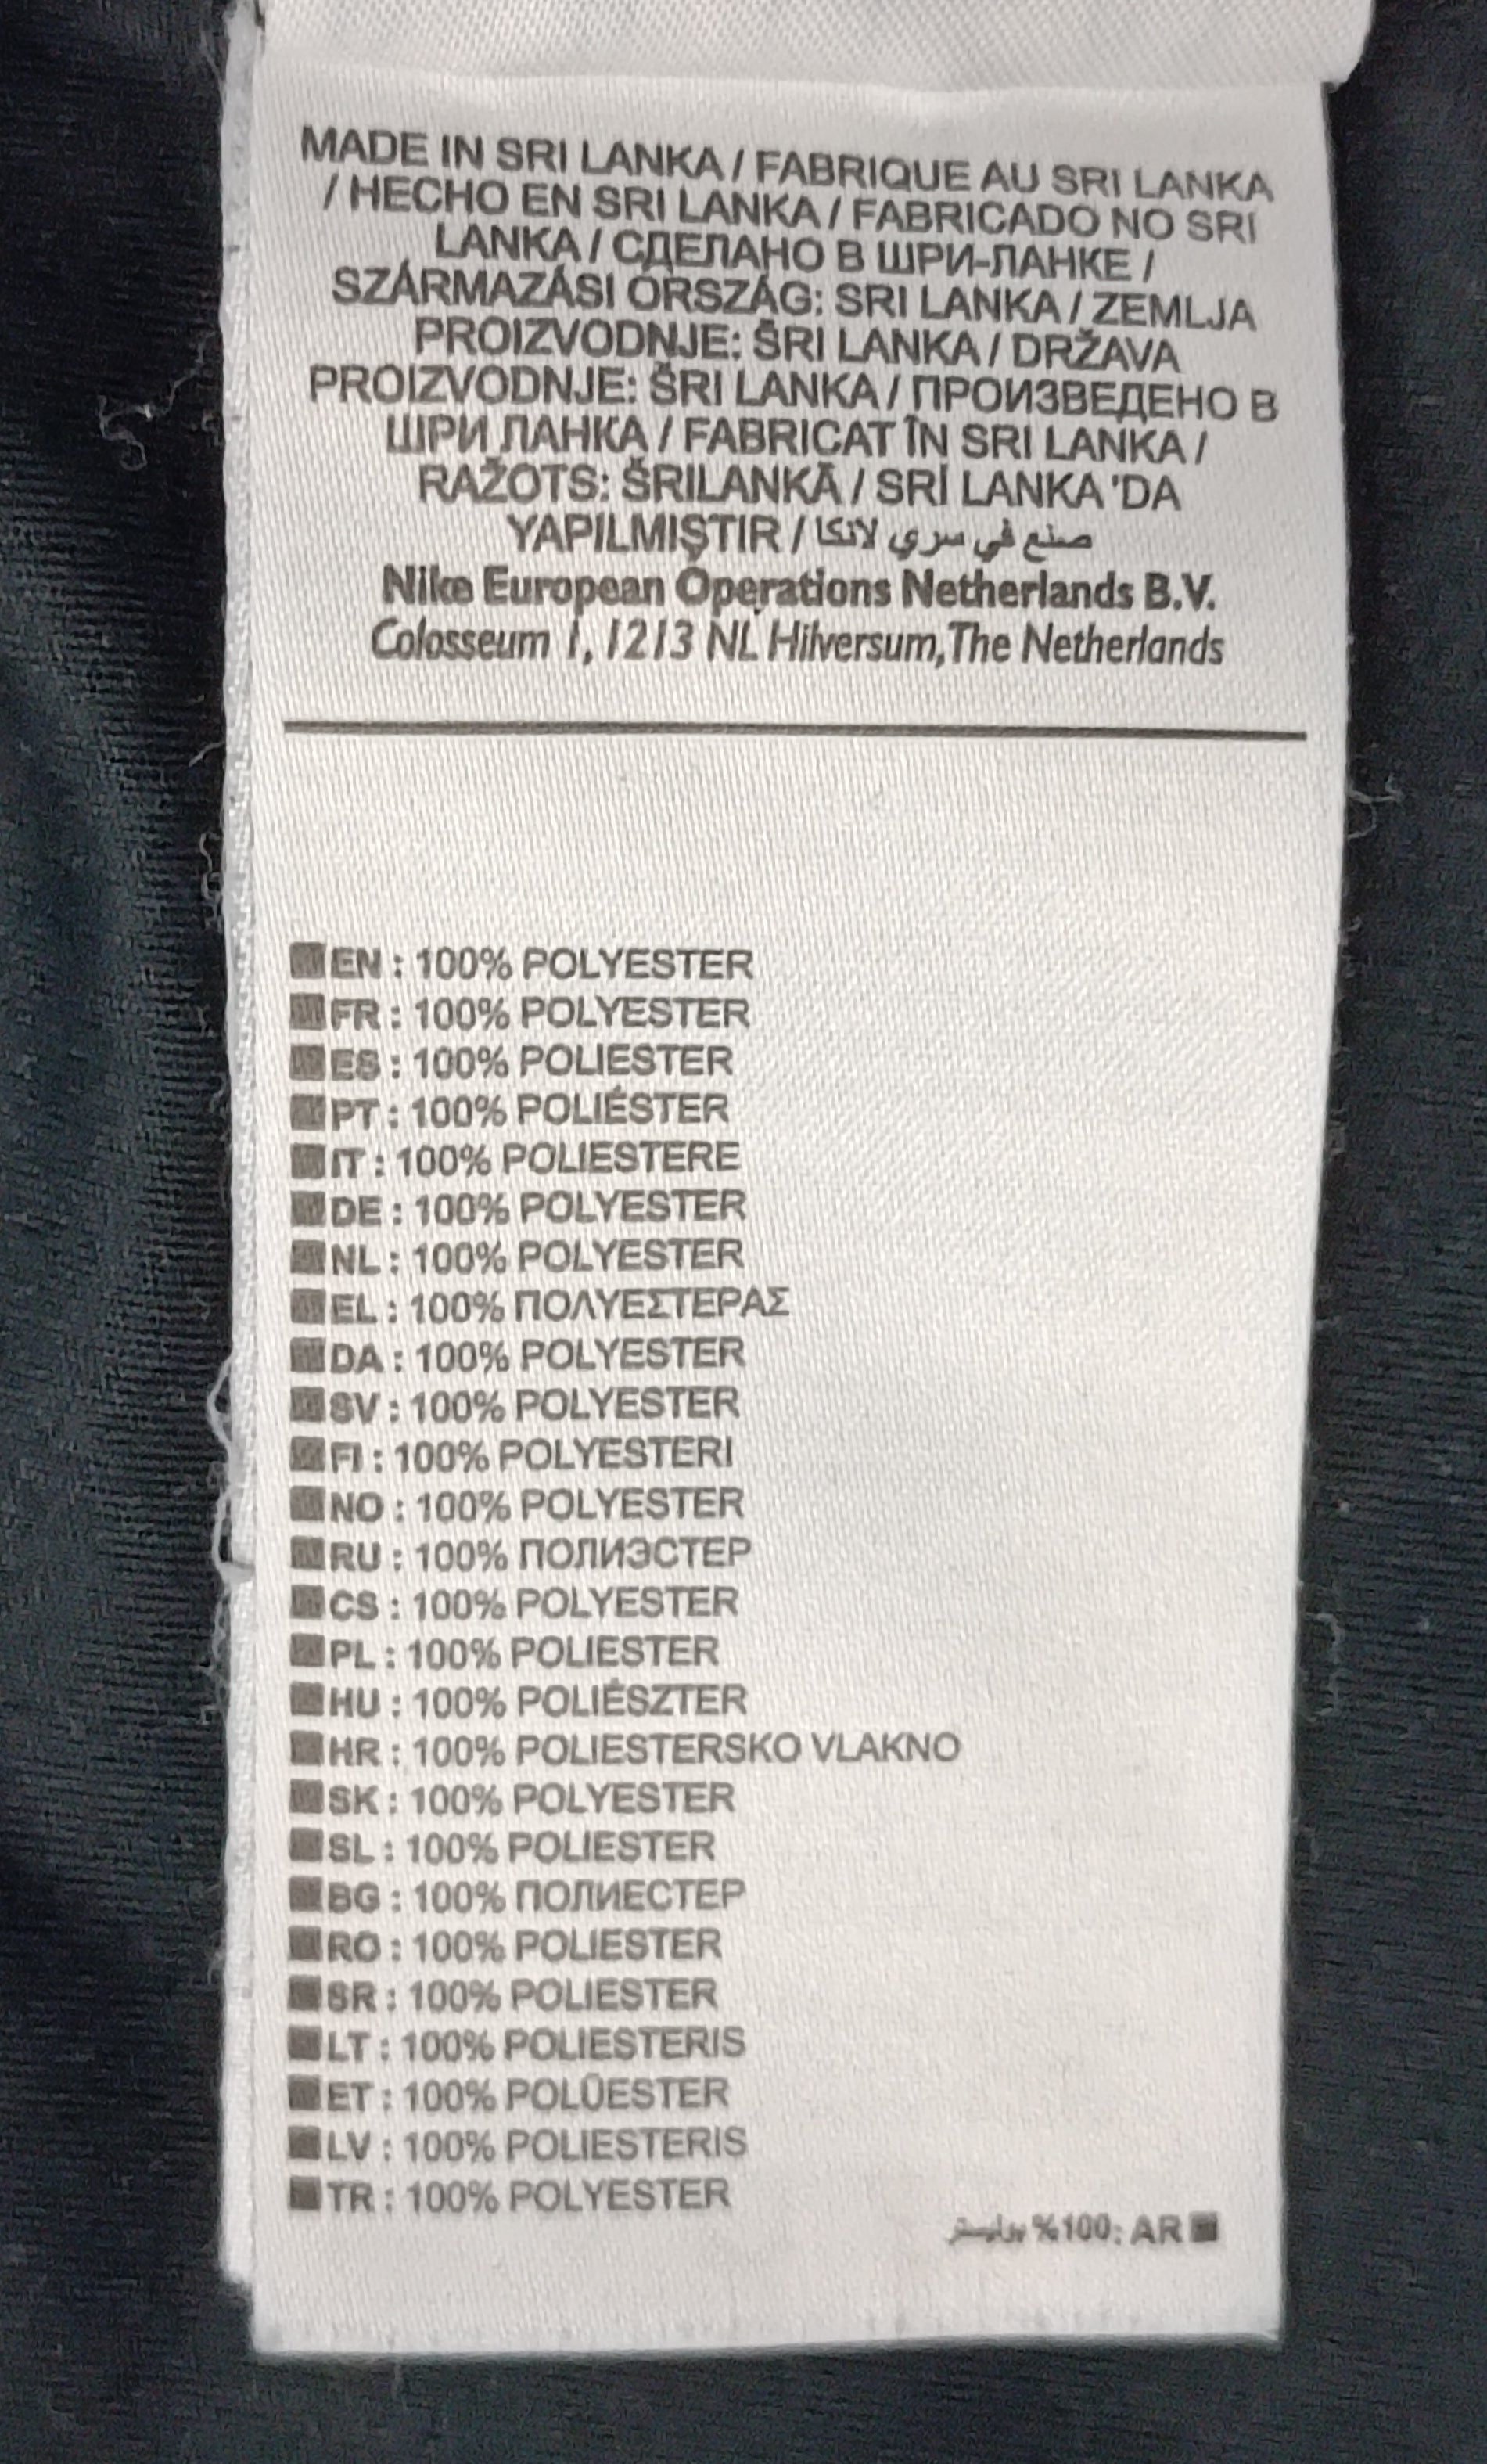 MADE IN SRI LANKA / FABRIQUE AU SRI LANKA
/ HECHO EN SRI LANKA / FABRICADO NO SRI
LANKA / СДЕЛАНО В ШРИ-ЛАНКЕ /
SZÁRMAZÁSI ORSZÁG: SRI LANKA / ZEMLJA
PROIZVODNJE: ŠRI LANKA / DRŽAVA
PROIZVODNJE: ŠRI LANKA / ПРОИЗВЕДЕНО В
ШРИ ЛАНКА / FABRICAT ÎN SRI LANKA /
RAŽOTS: ŠRILANKĀ / SRİ LANKA 'DA
YAPILMIŞTIR / صنع في سري لانكا
Nike European Operations Netherlands B.V.
Colosseum 1, 1213 NL Hilversum, The Netherlands
■EN : 100% POLYESTER
■FR : 100% POLYESTER
■ES : 100% POLIESTER
■PT : 100% POLIÉSTER
■IT : 100% POLIESTERE
■DE : 100% POLYESTER
■NL : 100% POLYESTER
■EL : 100% ΠΟΛΥΕΣΤΕΡΑΣ
■DA : 100% POLYESTER
■SV : 100% POLYESTER
■FI : 100% POLYESTERI
■NO : 100% POLYESTER
■RU : 100% ПОЛИЭСТЕР
■CS : 100% POLYESTER
■PL : 100% POLIESTER
■HU : 100% POLIÉSZTER
■HR : 100% POLIESTERSKO VLAKNO
■SK : 100% POLYESTER
■SL : 100% POLIESTER
■BG : 100% ПОЛИЕСТЕР
■RO : 100% POLIESTER
■SR : 100% POLIESTER
■LT : 100% POLIESTERIS
■ET : 100% POLÜESTER
■LV : 100% POLIESTERIS
■TR : 100% POLYESTER
■AR :100% بوليستر